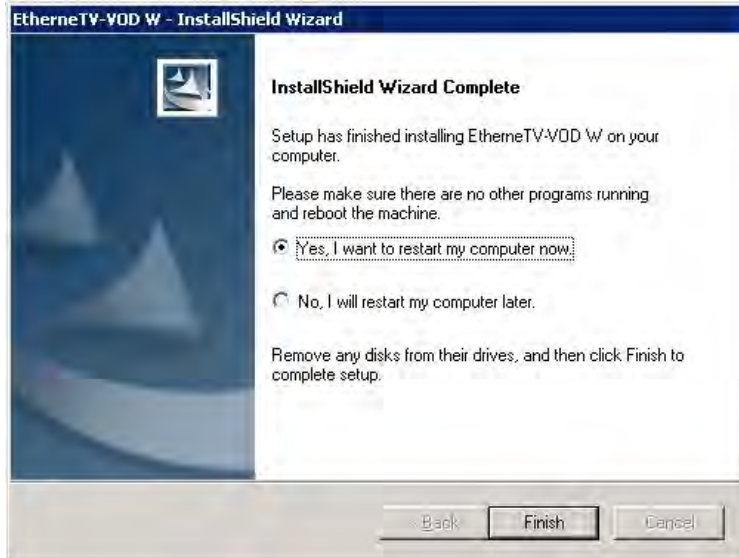 EtherneTV-VOD W - InstallShield Wizard
InstallShield Wizard Complete
Setup has finished installing EtherneTV-VOD W on your
computer.
Please make sure there are no other programs running
and reboot the machine.
Yes, I want to restart my computer now.
No, I will restart my computer later.
Remove any disks from their drives, and then click Finish to
complete setup.
Back Finish Cancel